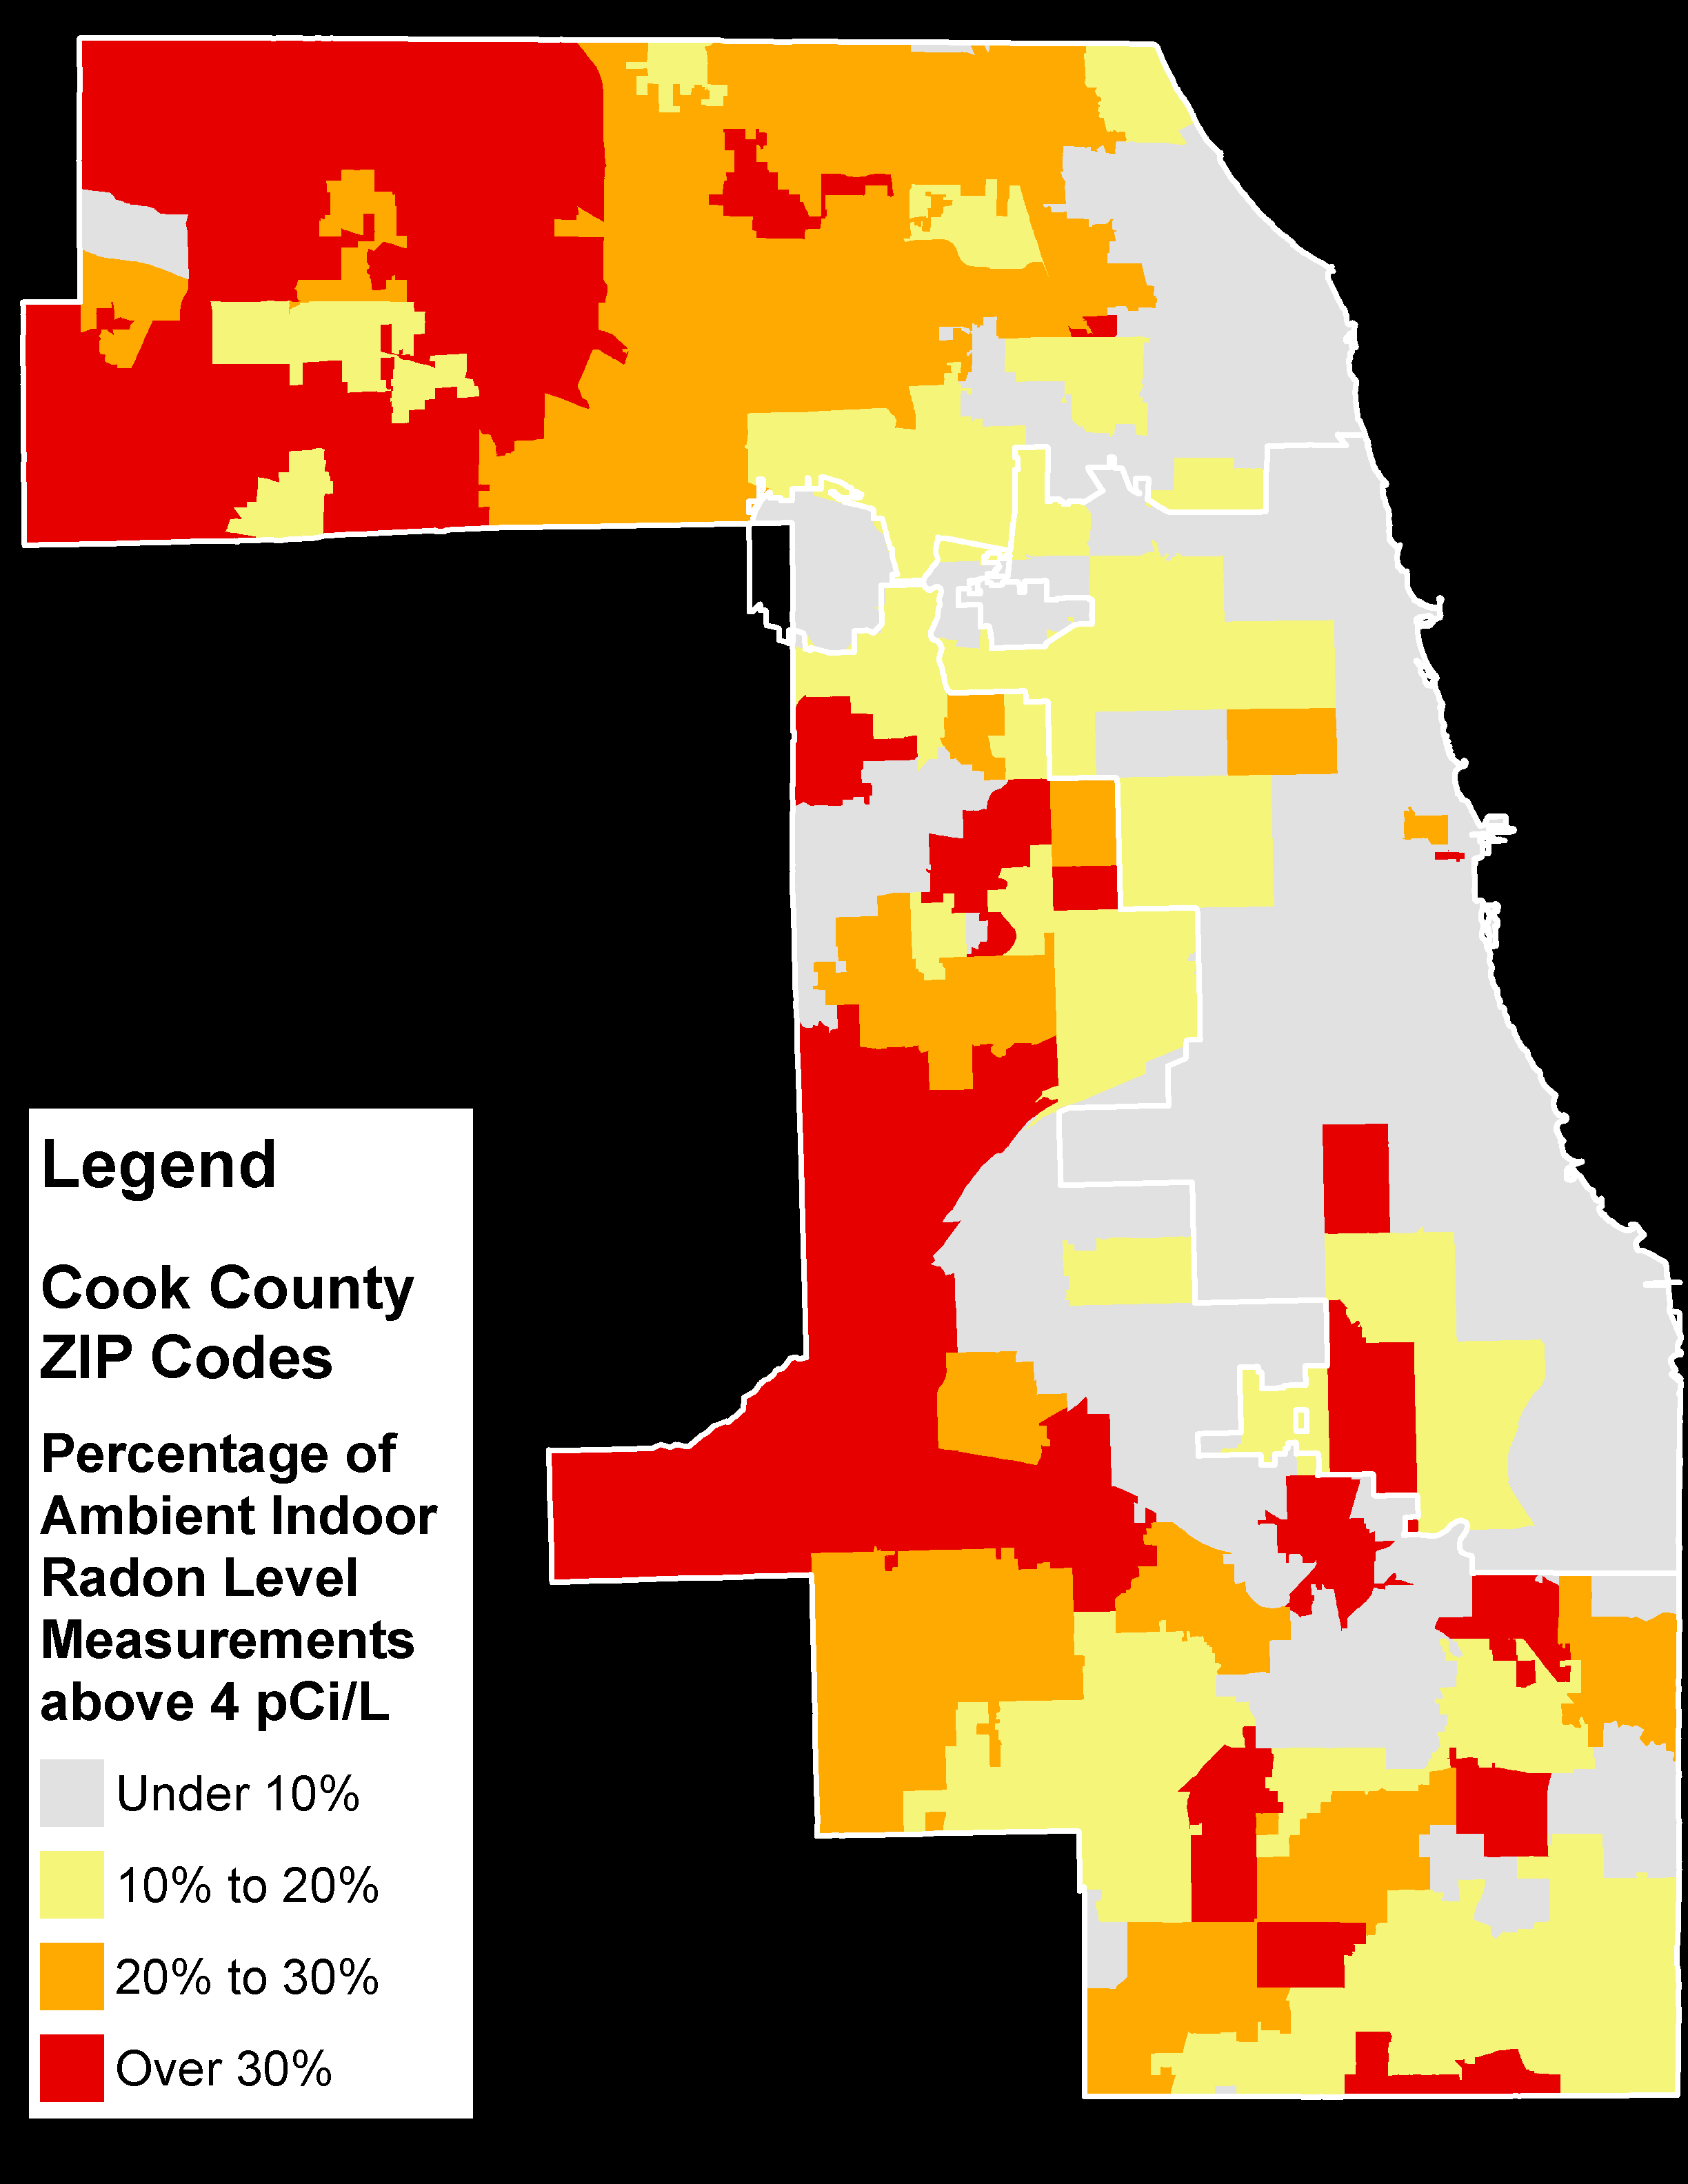 Legend
Cook County
ZIP Codes
Percentage of
Ambient Indoor
Radon Level
Measurements
above 4 pCi/L
Under 10%
10% to 20%
20% to 30%
Over 30%